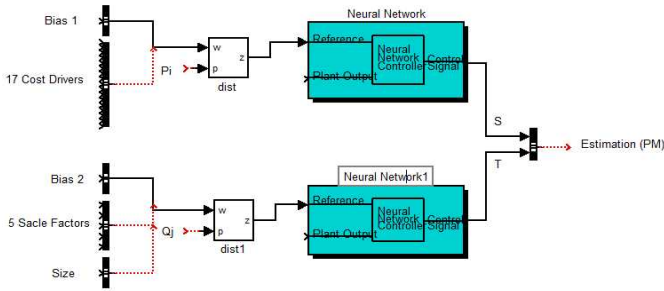 Neural Network
Bias 1
17 Cost Drivers
Pi
w
p
z
dist
Reference
Plant Output
Neural
Network
Controller
Control
Signal
S
Estimation (PM)
T
Bias 2
5 Sacle Factors
Size
Qj
w
p
z
dist1
Neural Network1
Reference
Plant Output
Neural
Network
Controller
Control
Signal